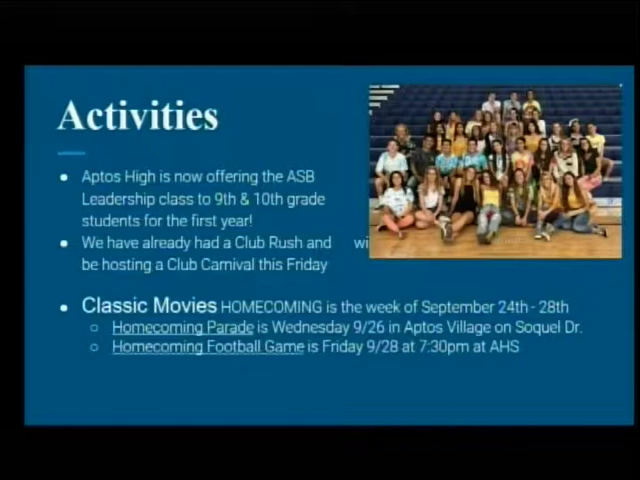 Activities
Aptos High is now offering the ASB
Leadership class to 9th & 10th grade
students for the first year!
We have already had a Club Rush and
be hosting a Club Carnival this Friday
Classic Movies HOMECOMING is the week of September 24th - 28th
Homecoming Parade is Wednesday 9/26 in Aptos Village on Soquel Dr.
Homecoming Football Game is Friday 9/28 at 7:30pm at AHS